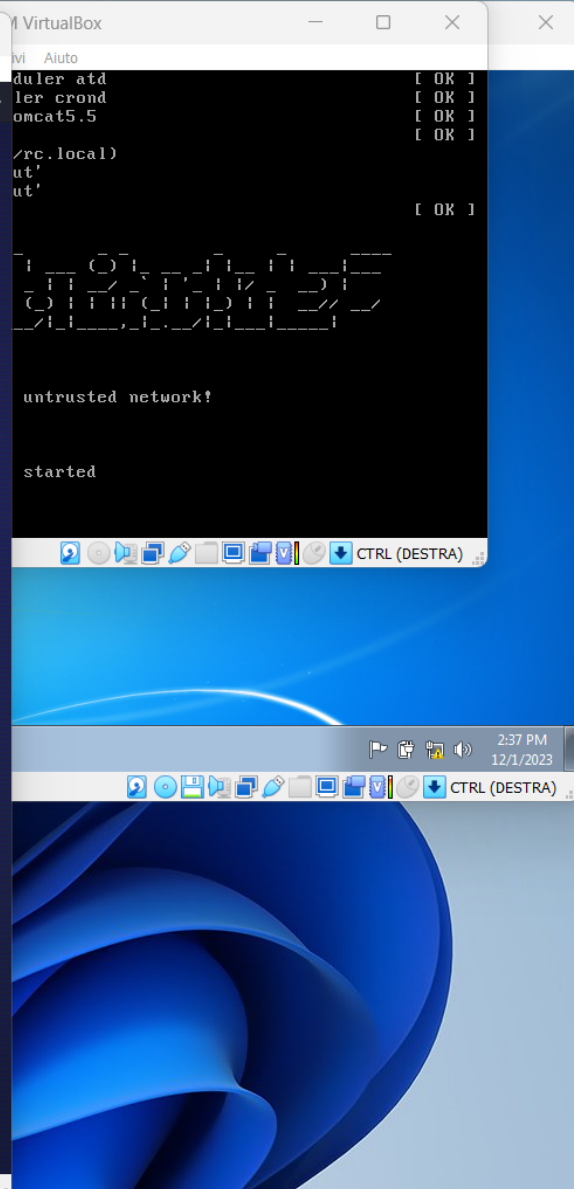 M VirtualBox
ivi Aiuto
duler atd [ OK ]
ler crond [ OK ]
omcat5.5 [ OK ]
[ OK ]
/rc.local)
ut'
ut'
[ OK ]
untrusted network!
started
CTRL (DESTRA)
2:37 PM
12/1/2023
CTRL (DESTRA)